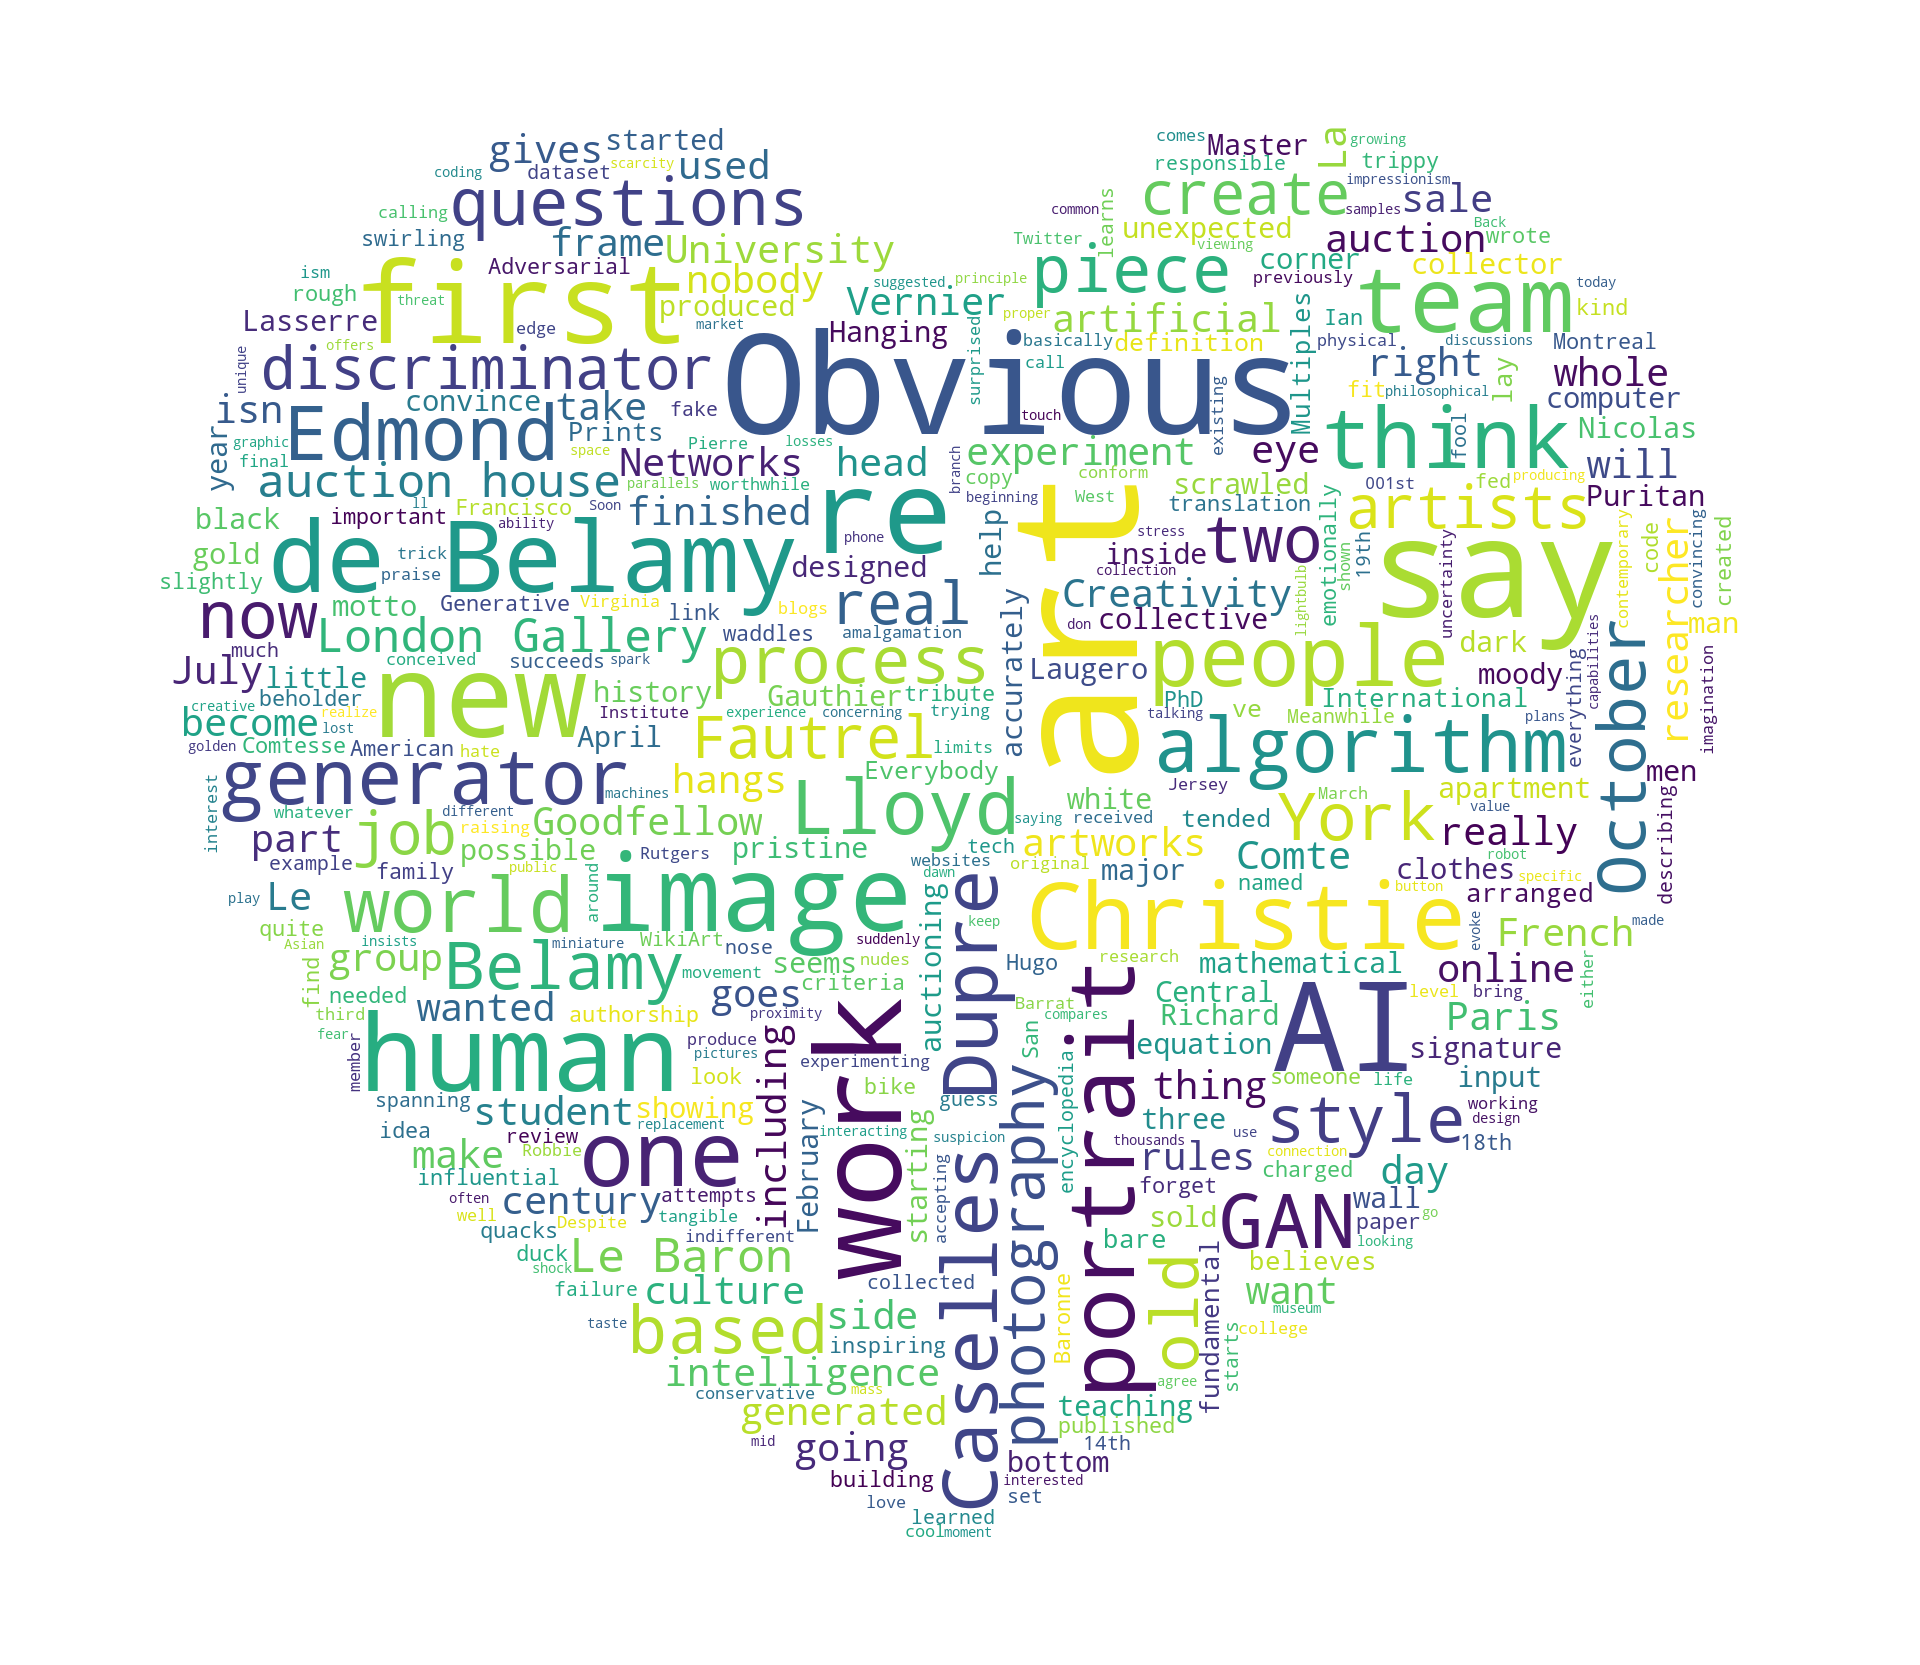 comes
Master
La
growing
gives
started
responsible
trippy
coding
dataset
scarcity
used
create
impressionism
sale
questions
common
learns
samples
calling
unexpected
Back
swirling
frame
University
Twitter
viewing
auction
wrote
Adversarial
nobody
suggested
principle
piece
corner
collector
ism
first
previously
team
today
rough
threat
produced
Vernier
proper
artificial
Multiples
Ian
kind
Lasserre
edge
market
Hanging
Obvious
basically
definition
physical
discussions
Montreal
offers
surprised
call
right
lay
unique
discriminator
existing
whole
isn
convince
take
fake
touch
fit
philosophical
computer
Edmond
Prints
Pierre
losses
think
fool
Nicolas
year
graphic
space
experiment
eye
final
auction house
Networks
head
branch
will
parallels
worthwhile
copy
conform
scrawled
001st
fed
producing
ll
Francisco
Soon
re
beginning
West
translation
artists
Puritan
black
important
ability
finished
help
art
two
emotionally
19th
contemporary
gold
trick
phone
stress
inside
say
uncertainty
code
researcher
convincing
created
slightly
de
praise
Belamy
designed
collection
shown
now
motto
Generative
Virginia
link
blogs
real
Creativity
lightbulb
London Gallery
waddles
amalgamation
don
collective
man
much
conceived
succeeds
spark
process
accurately
Laugero
people
dark
October
capabilities
July
little
history
Gauthier
tribute
PhD
moody
everything
imagination
creative
beholder
new
Institute
experience
concerning
trying
talking
ve
International
become
realize
lost
Meanwhile
plans
golden
Comtesse
American
hate
April
Fautrel
limits
algorithm
generator
hangs
Everybody
Jersey
men
interest
whatever
different
machines
Lloyd
white
March
apartment
describing
part
job
raising
Goodfellow
saying
received
tended
York
value
really
example
possible
pristine
tech
artworks
Comte
robot
family
public
Rutgers
websites
original
major
clothes
specific
play
Le
world
around
image
dawn
auctioning
Dupre
named
button
arranged
quite
keep
Christie
evoke
French
made
Asian
insists
miniature
WikiArt
nose
suddenly
find
group
Belamy
movement
seems
nudes
Hugo
research
mathematical
online
either
needed
wanted
goes
criteria
work
Barrat
Central
AI
level
bring
third
authorship
proximity
including
San
portrait
compares
Richard
Paris
fear
human
produce
experimenting
equation
signature
member
pictures
look
bike
photography
encyclopedia
thing
someone
life
input
spanning
student
showing
February
guess
three
style
working
idea
review
replacement
interacting
starting
suspicion
thousands
use
design
make
Robbie
one
rules
connection
18th
influential
accepting
Caselles
forget
charged
day
often
century
attempts
GAN
wall
well
Despite
tangible
sold
paper
go
quacks
indifferent
bare
looking
duck
Le Baron
old
fundamental
believes
shock
failure
culture
collected
Baronne
want
museum
taste
based
side
inspiring
starts
college
intelligence
conservative
mass
agree
generated
teaching
published
mid
going
14th
building
bottom
interested
love
set
learned
cool
moment